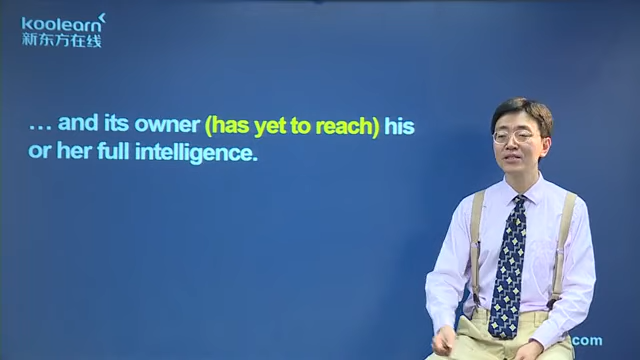 koolearn
新东方在线
... and its owner (has yet to reach) his
or her full intelligence.
.com